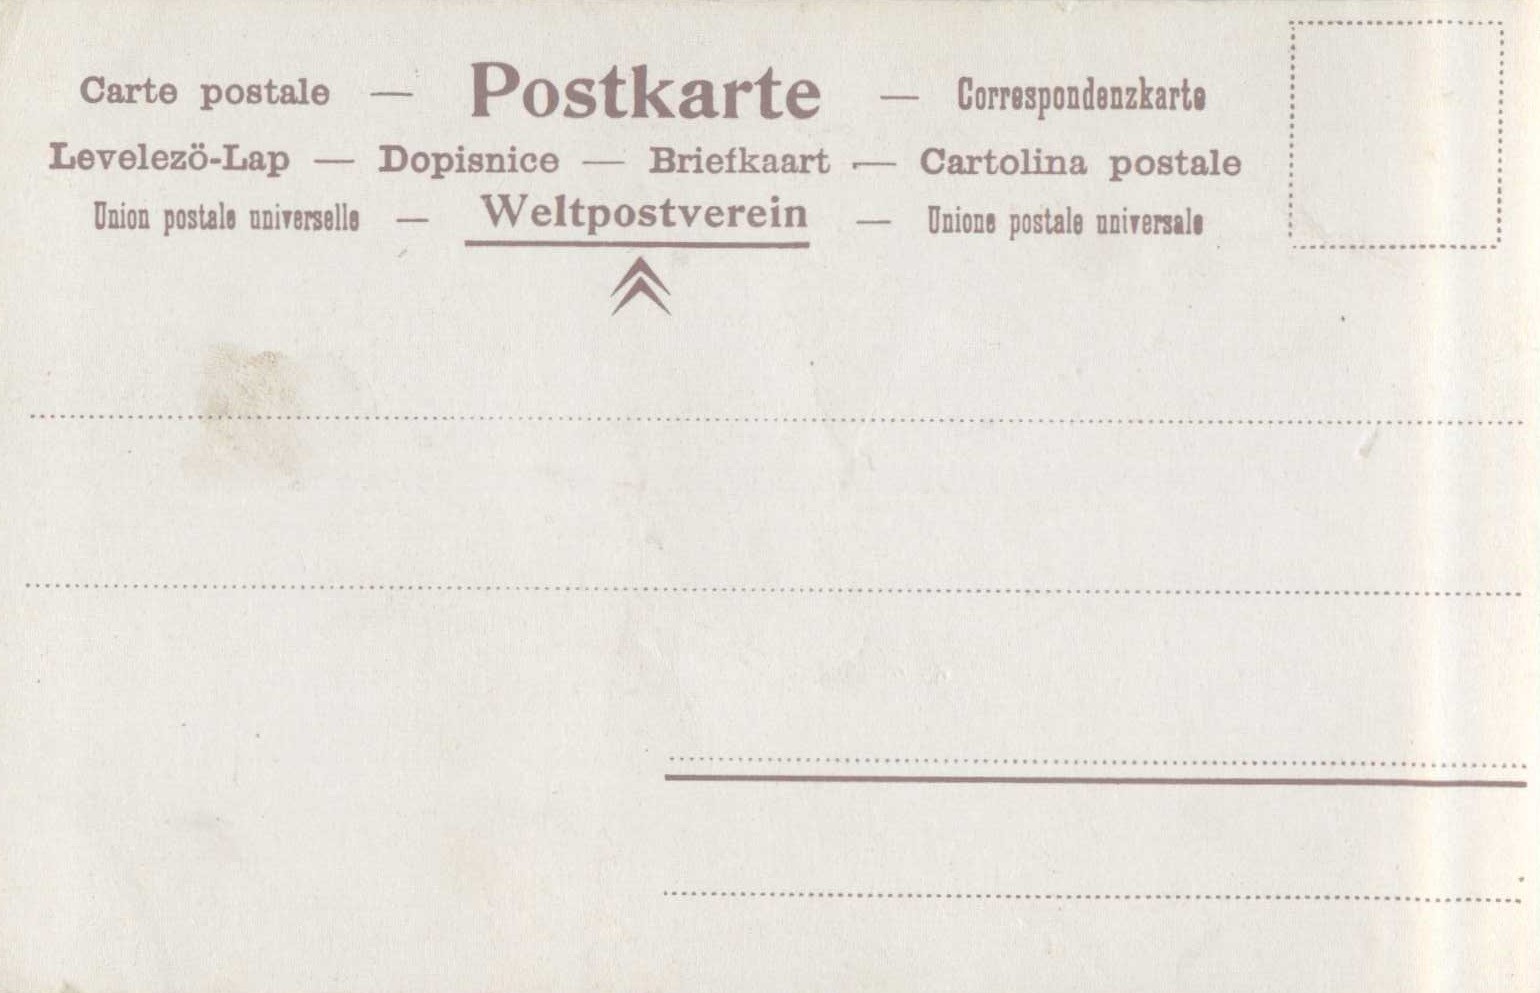 Carte postale — Postkarte — Correspondenzkarte
Levelezö-Lap — Dopisnice — Briefkaart — Cartolina postale
Union postale universelle — Weltpostverein — Unione postale universale